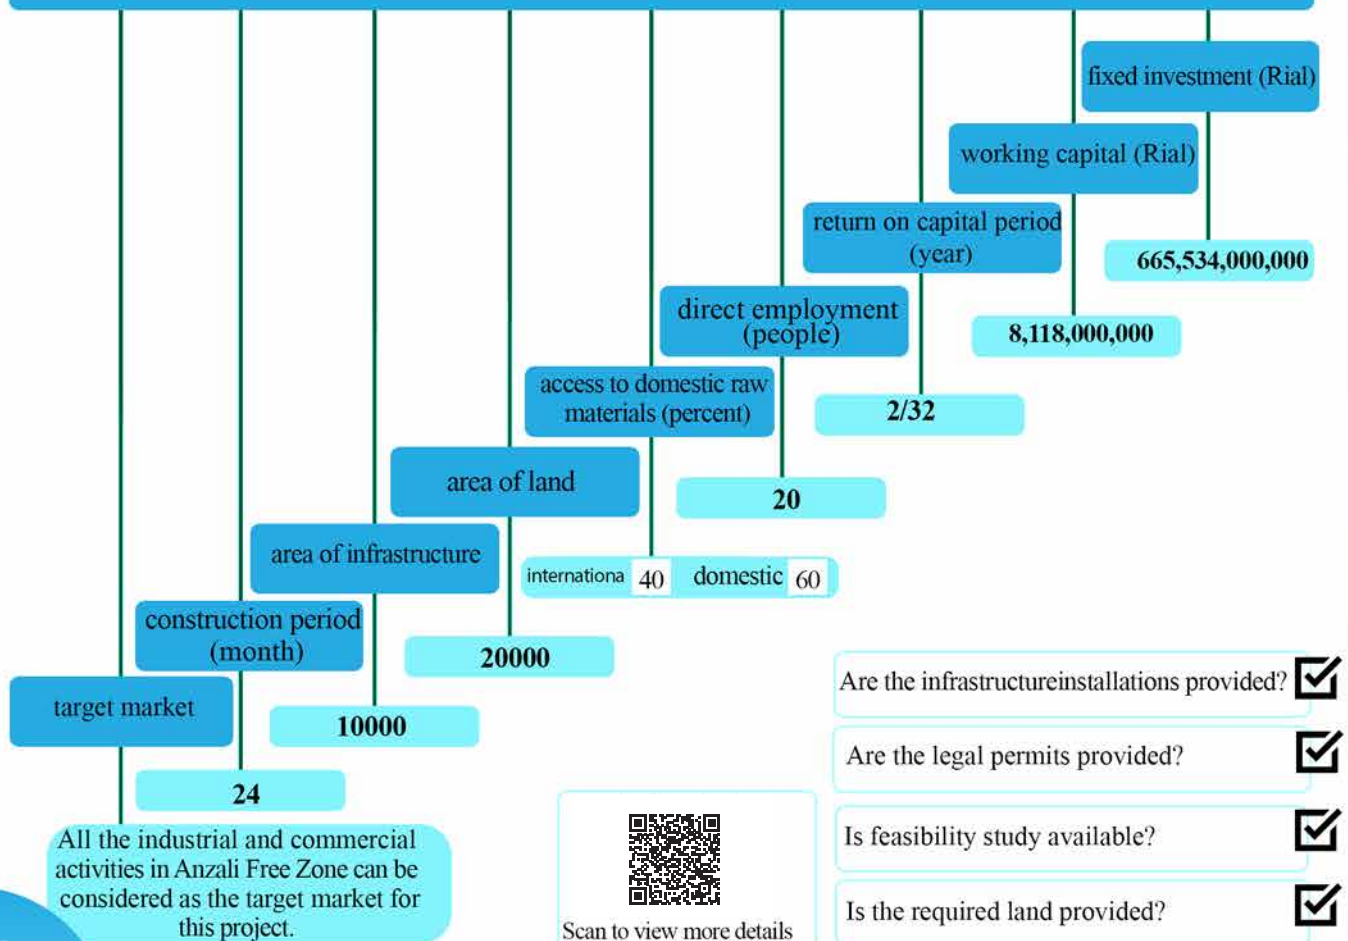 fixed investment (Rial)
665,534,000,000
working capital (Rial)
8,118,000,000
return on capital period
(year)
2/32
direct employment
(people)
20
access to domestic raw
materials (percent)
internationa 40 domestic 60
area of land
20000
area of infrastructure
10000
construction period
(month)
24
target market
All the industrial and commercial
activities in Anzali Free Zone can be
considered as the target market for
this project.
Scan to view more details
Are the infrastructureinstallations provided?
Are the legal permits provided?
Is feasibility study available?
Is the required land provided?